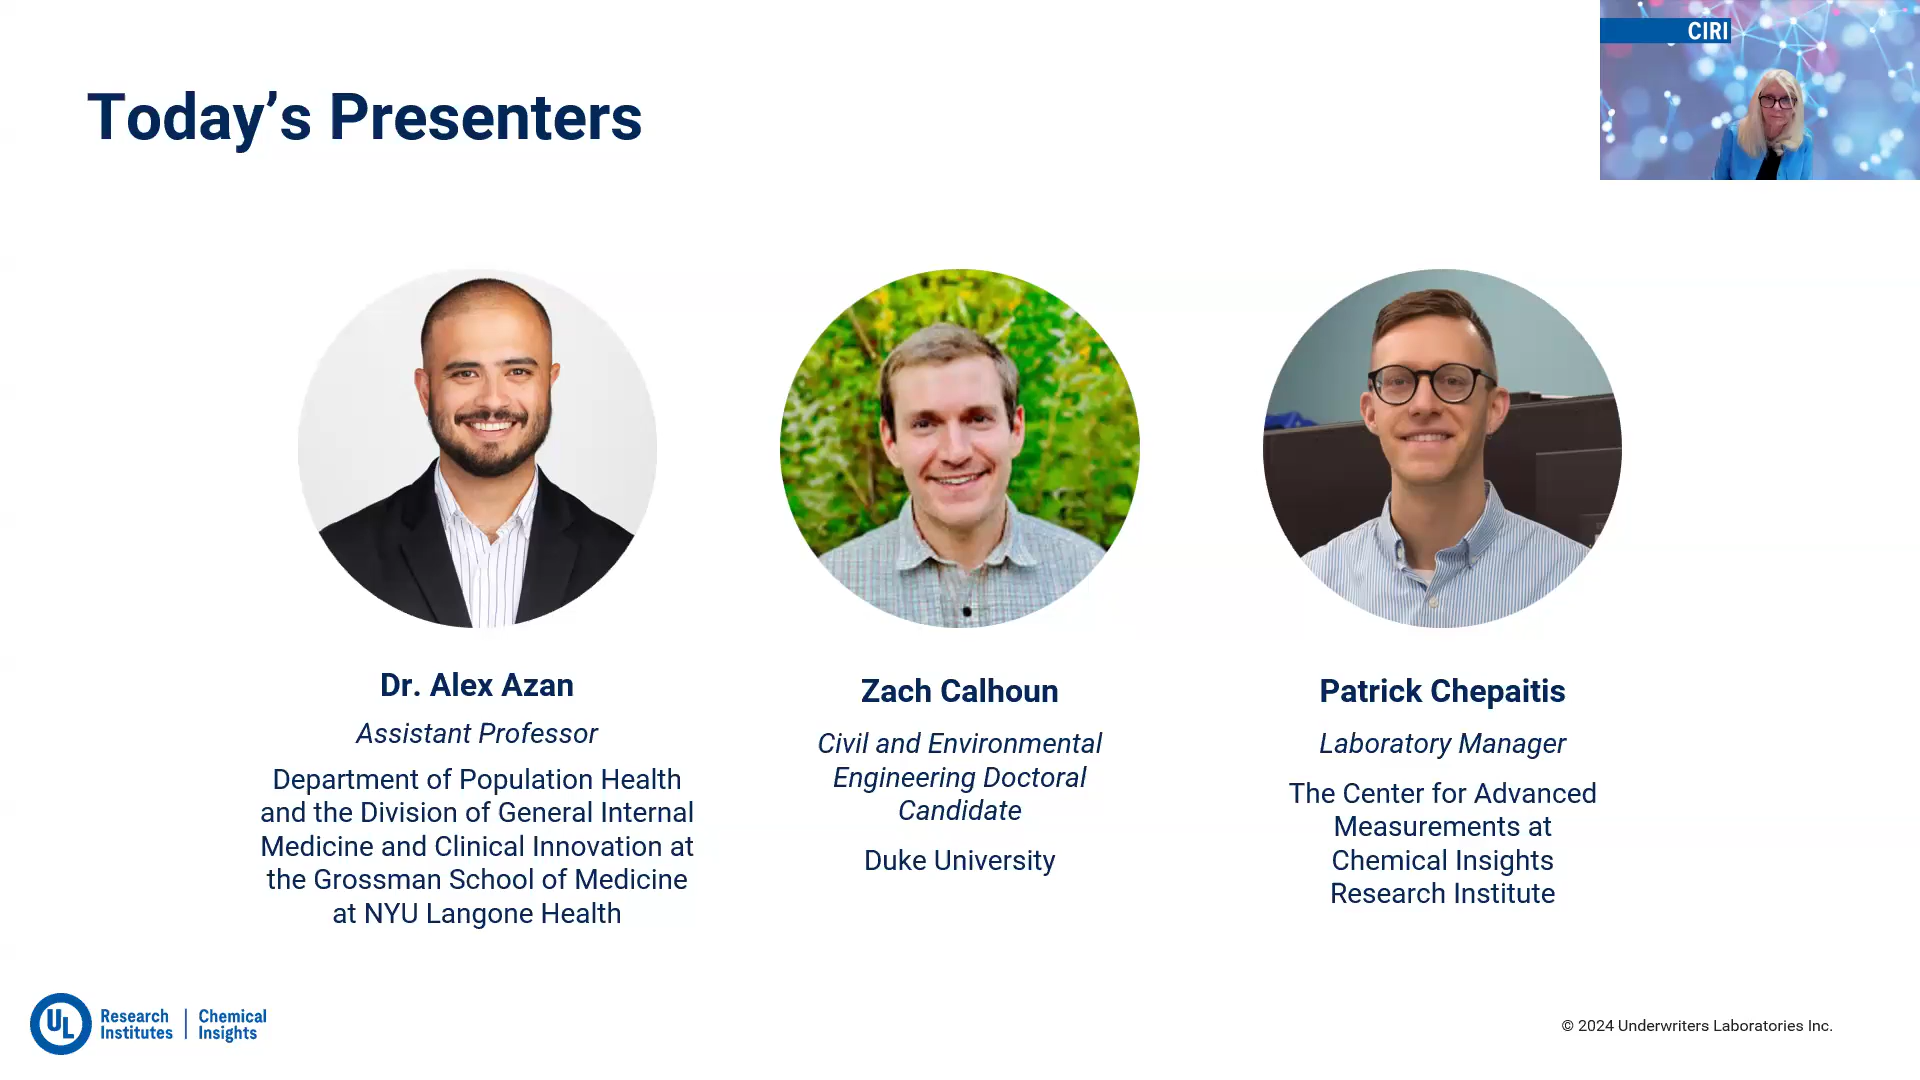 CIRI
Today's Presenters
Dr. Alex Azan
Assistant Professor
Department of Population Health
and the Division of General Internal
Medicine and Clinical Innovation at
the Grossman School of Medicine
at NYU Langone Health
Zach Calhoun
Civil and Environmental
Engineering Doctoral
Candidate
Duke University
Patrick Chepaitis
Laboratory Manager
The Center for Advanced
Measurements at
Chemical Insights
Research Institute
UL
Research
Institutes
Chemical
Insights
© 2024 Underwriters Laboratories Inc.